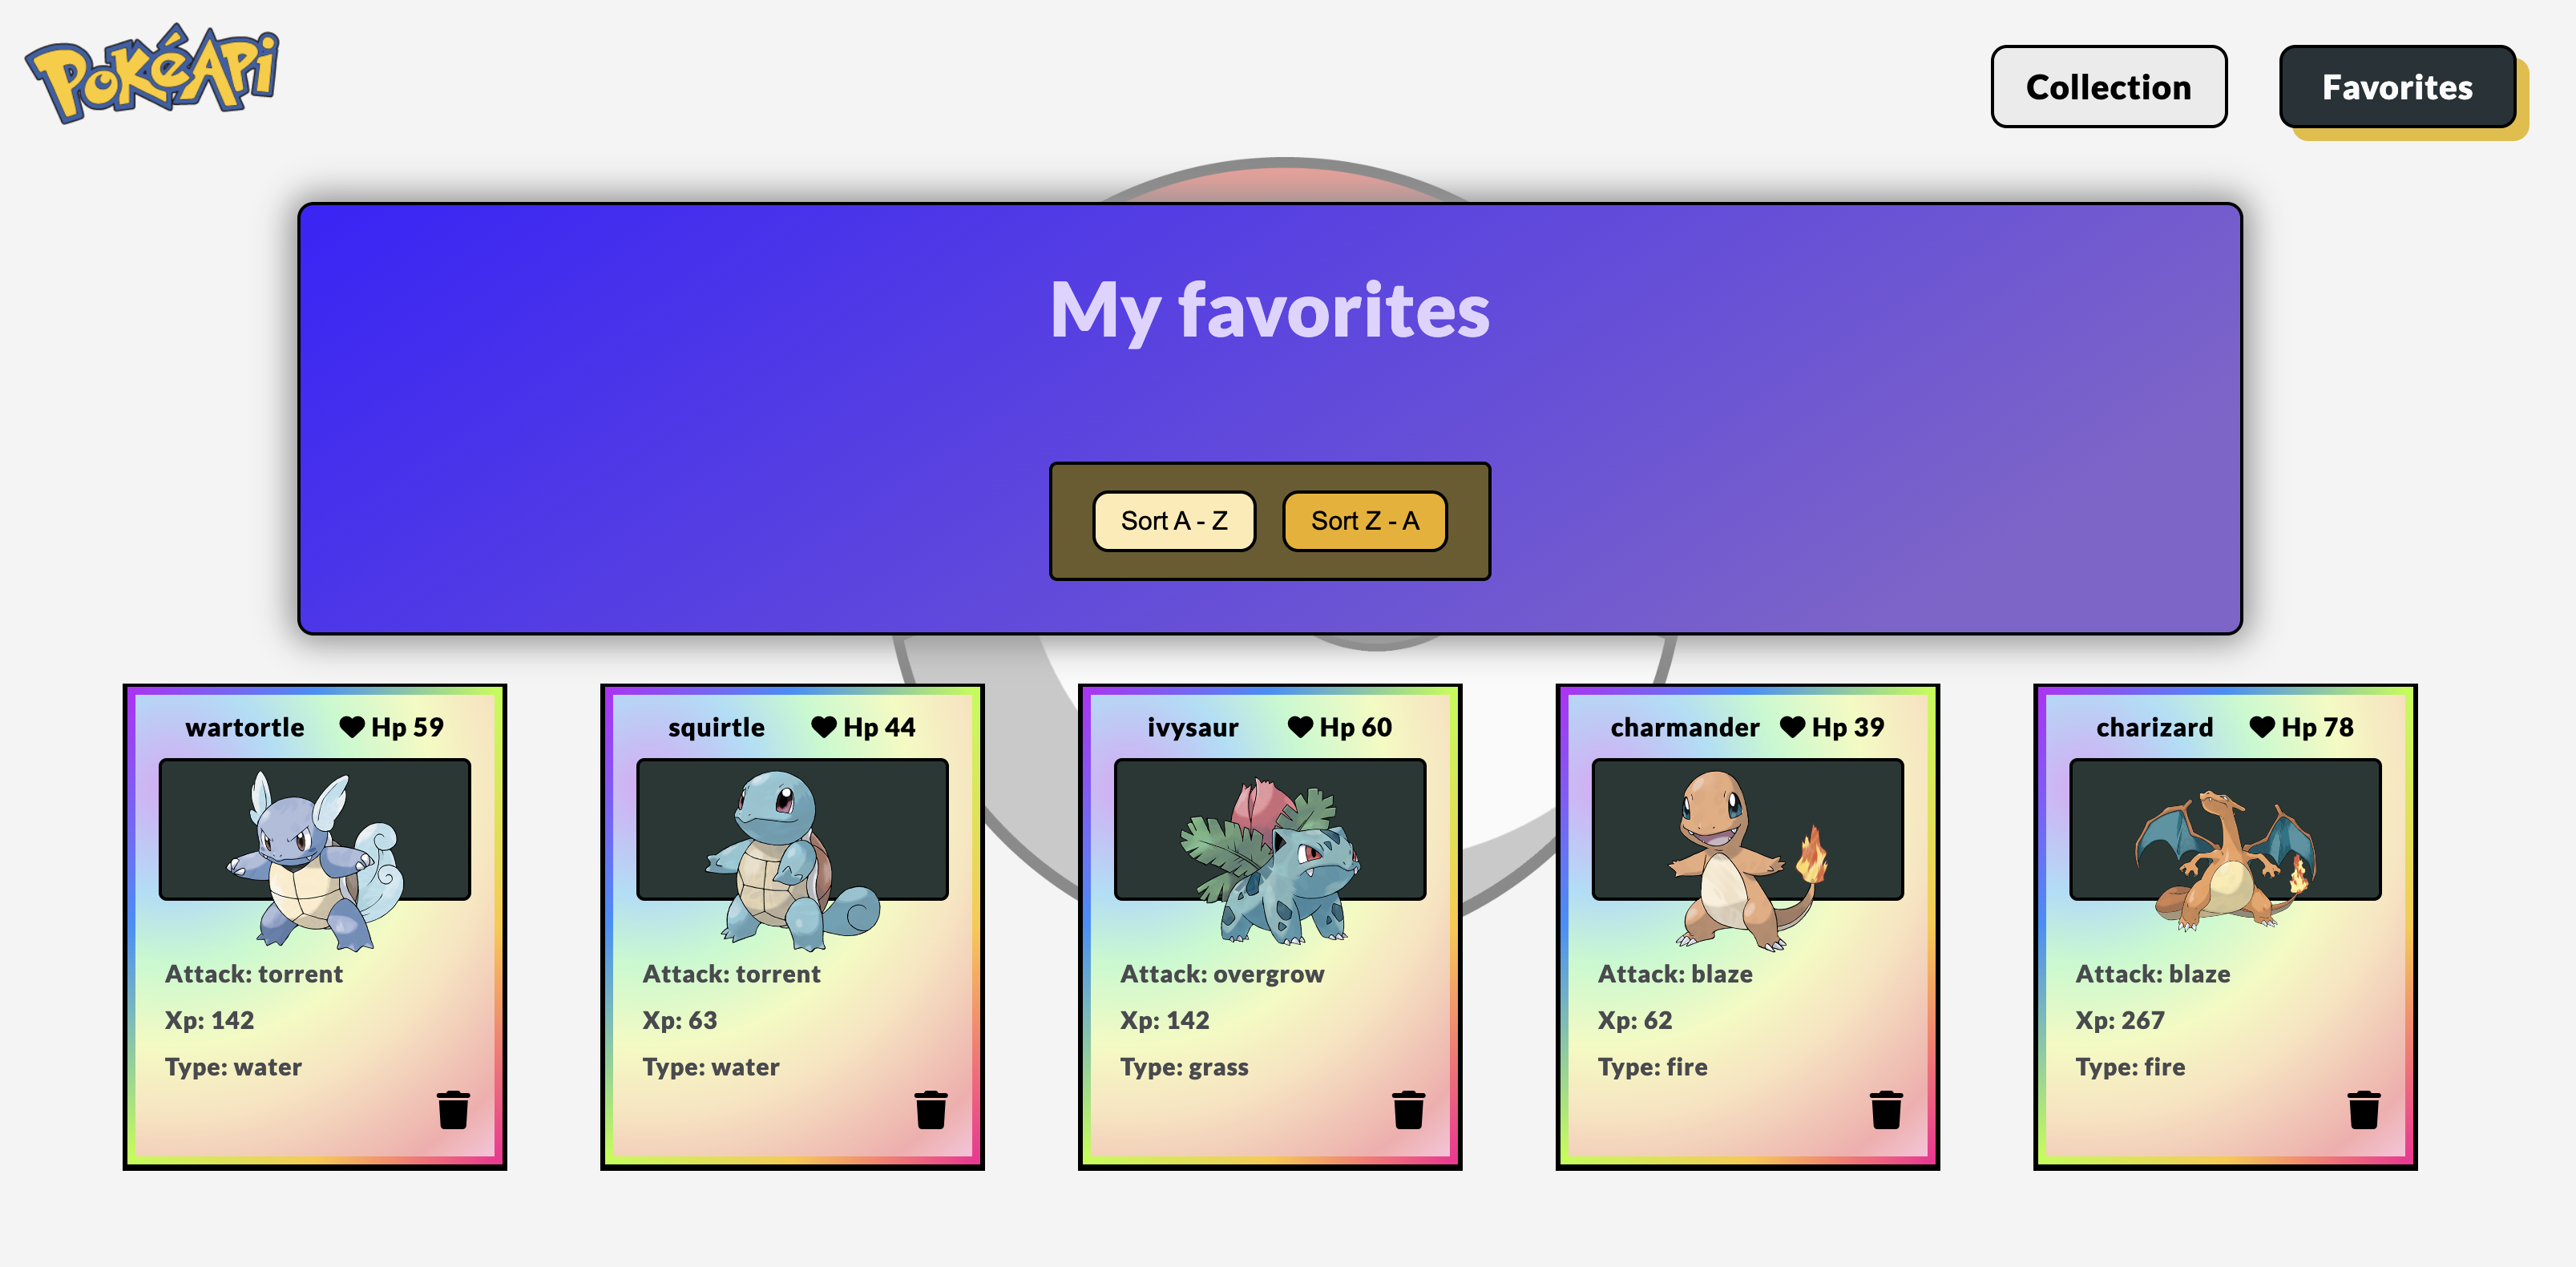 PokéApi
Collection
Favorites
My favorites
Sort A - Z
Sort Z - A
wartortle Hp 59
Attack: torrent
Xp: 142
Type: water
squirtle Hp 44
Attack: torrent
Xp: 63
Type: water
ivysaur Hp 60
Attack: overgrow
Xp: 142
Type: grass
charmander Hp 39
Attack: blaze
Xp: 62
Type: fire
charizard Hp 78
Attack: blaze
Xp: 267
Type: fire